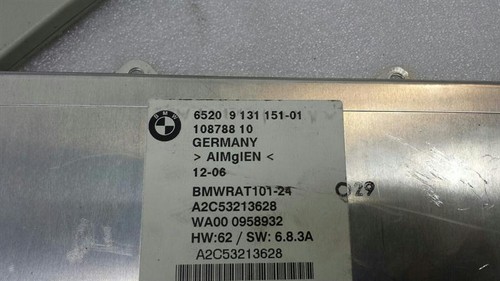 BMW
6520 9 131 151-01
108788 10
GERMANY
> AlMgIEN <
12-06
BMWRAT101-24
A2C53213628
WA00 0958932
HW:62 / SW: 6.8.3A
A2C53213628
29